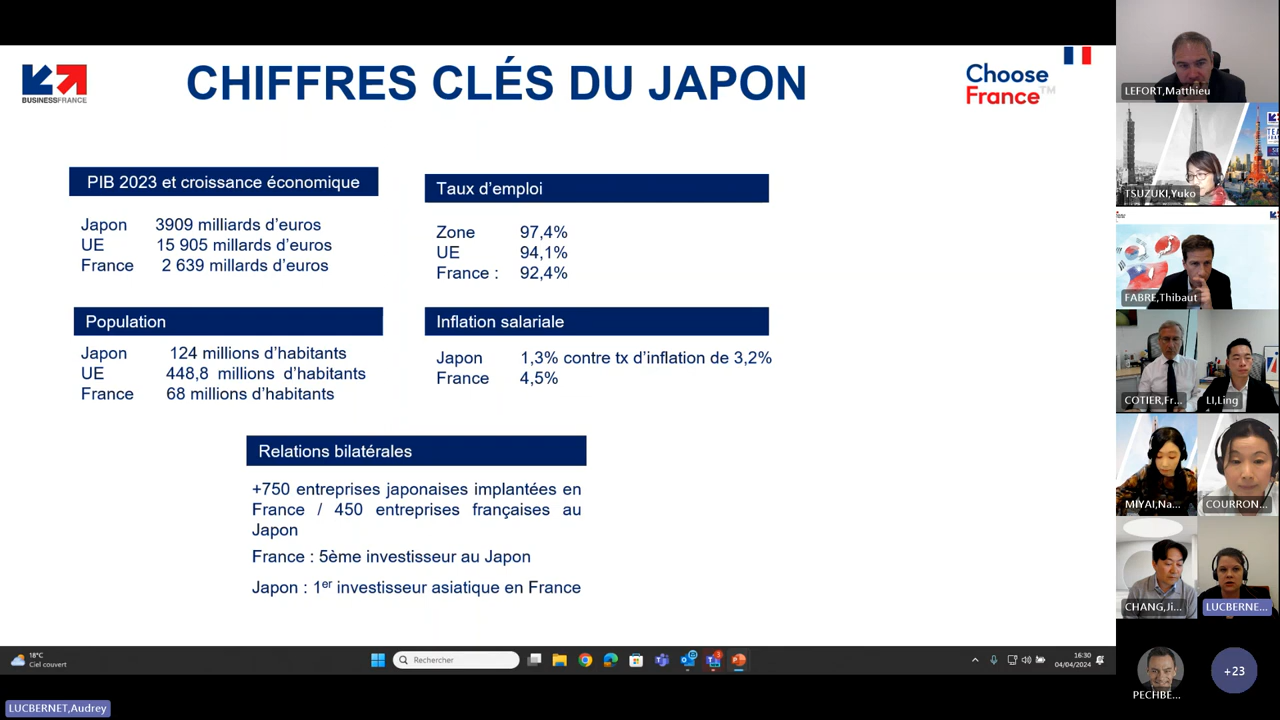 BUSINESSFRANCE
CHIFFRES CLÉS DU JAPON
Choose
France™
PIB 2023 et croissance économique
Japon 3909 milliards d’euros
UE 15 905 millards d’euros
France 2 639 millards d’euros
Taux d’emploi
Zone 97,4%
UE 94,1%
France : 92,4%
Population
Japon 124 millions d’habitants
UE 448,8 millions d’habitants
France 68 millions d’habitants
Inflation salariale
Japon 1,3% contre tx d’inflation de 3,2%
France 4,5%
Relations bilatérales
+750 entreprises japonaises implantées en
France / 450 entreprises françaises au
Japon
France : 5ème investisseur au Japon
Japon : 1er investisseur asiatique en France
18°C
Ciel couvert
Rechercher
16:30
04/04/2024
LUCBERNET,Audrey
LEFORT,Matthieu
TSUZUKI,Yuko
FABRE,Thibaut
COTIER,Fr...
LI,Ling
MIYAI,Na...
COURRON...
CHANG,Ji...
LUCBERNE...
PECHBE...
+23